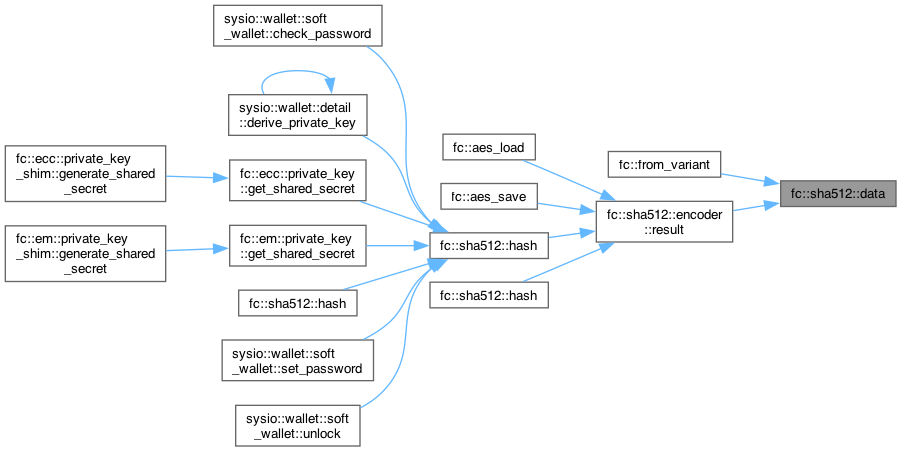 sysio::wallet::soft
_wallet::check_password
sysio::wallet::detail
::derive_private_key
fc::ecc::private_key
_shim::generate_shared
_secret
fc::ecc::private_key
::get_shared_secret
fc::em::private_key
_shim::generate_shared
_secret
fc::em::private_key
::get_shared_secret
fc::sha512::hash
sysio::wallet::soft
_wallet::set_password
sysio::wallet::soft
_wallet::unlock
fc::aes_load
fc::aes_save
fc::sha512::hash
fc::sha512::hash
fc::from_variant
fc::sha512::encoder
::result
fc::sha512::data